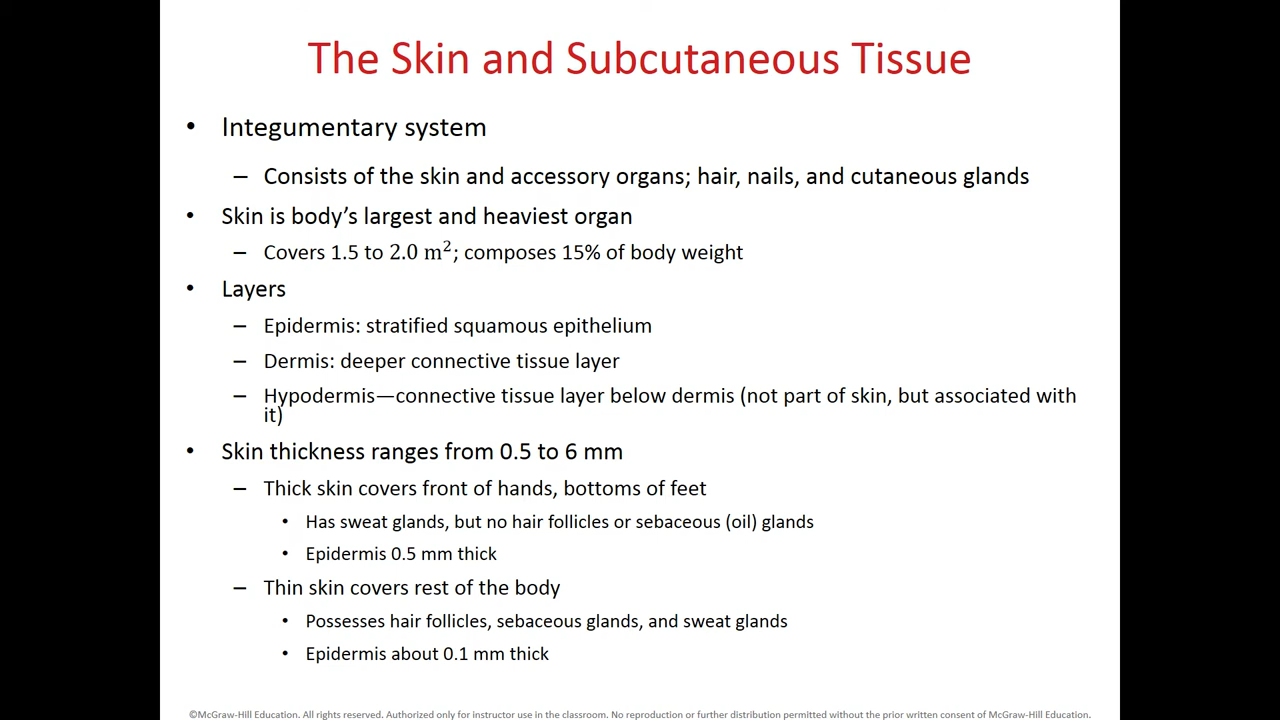 The Skin and Subcutaneous Tissue
• Integumentary system
– Consists of the skin and accessory organs; hair, nails, and cutaneous glands
• Skin is body’s largest and heaviest organ
– Covers 1.5 to 2.0 m²; composes 15% of body weight
• Layers
– Epidermis: stratified squamous epithelium
– Dermis: deeper connective tissue layer
– Hypodermis—connective tissue layer below dermis (not part of skin, but associated with
it)
• Skin thickness ranges from 0.5 to 6 mm
– Thick skin covers front of hands, bottoms of feet
• Has sweat glands, but no hair follicles or sebaceous (oil) glands
• Epidermis 0.5 mm thick
– Thin skin covers rest of the body
• Possesses hair follicles, sebaceous glands, and sweat glands
• Epidermis about 0.1 mm thick
©McGraw-Hill Education. All rights reserved. Authorized only for instructor use in the classroom. No reproduction or further distribution permitted without the prior written consent of McGraw-Hill Education.